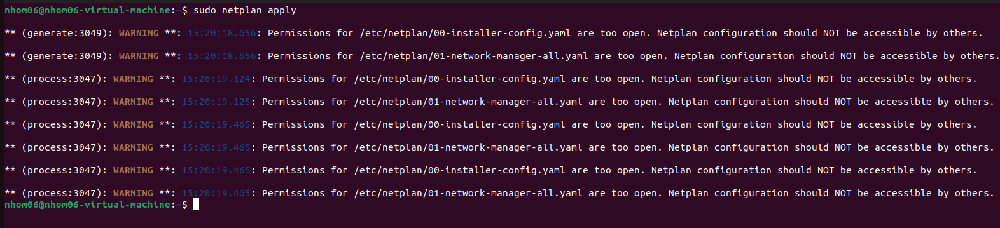 nhom06@nhom06-virtual-machine:~$ sudo netplan apply
** (generate:3049): WARNING **: 15:20:18.656: Permissions for /etc/netplan/00-installer-config.yaml are too open. Netplan configuration should NOT be accessible by others.
** (generate:3049): WARNING **: 15:20:18.656: Permissions for /etc/netplan/01-network-manager-all.yaml are too open. Netplan configuration should NOT be accessible by others.
** (process:3047): WARNING **: 15:20:19.124: Permissions for /etc/netplan/00-installer-config.yaml are too open. Netplan configuration should NOT be accessible by others.
** (process:3047): WARNING **: 15:20:19.125: Permissions for /etc/netplan/01-network-manager-all.yaml are too open. Netplan configuration should NOT be accessible by others.
** (process:3047): WARNING **: 15:20:19.465: Permissions for /etc/netplan/00-installer-config.yaml are too open. Netplan configuration should NOT be accessible by others.
** (process:3047): WARNING **: 15:20:19.465: Permissions for /etc/netplan/01-network-manager-all.yaml are too open. Netplan configuration should NOT be accessible by others.
** (process:3047): WARNING **: 15:20:19.465: Permissions for /etc/netplan/00-installer-config.yaml are too open. Netplan configuration should NOT be accessible by others.
** (process:3047): WARNING **: 15:20:19.465: Permissions for /etc/netplan/01-network-manager-all.yaml are too open. Netplan configuration should NOT be accessible by others.
nhom06@nhom06-virtual-machine:~$